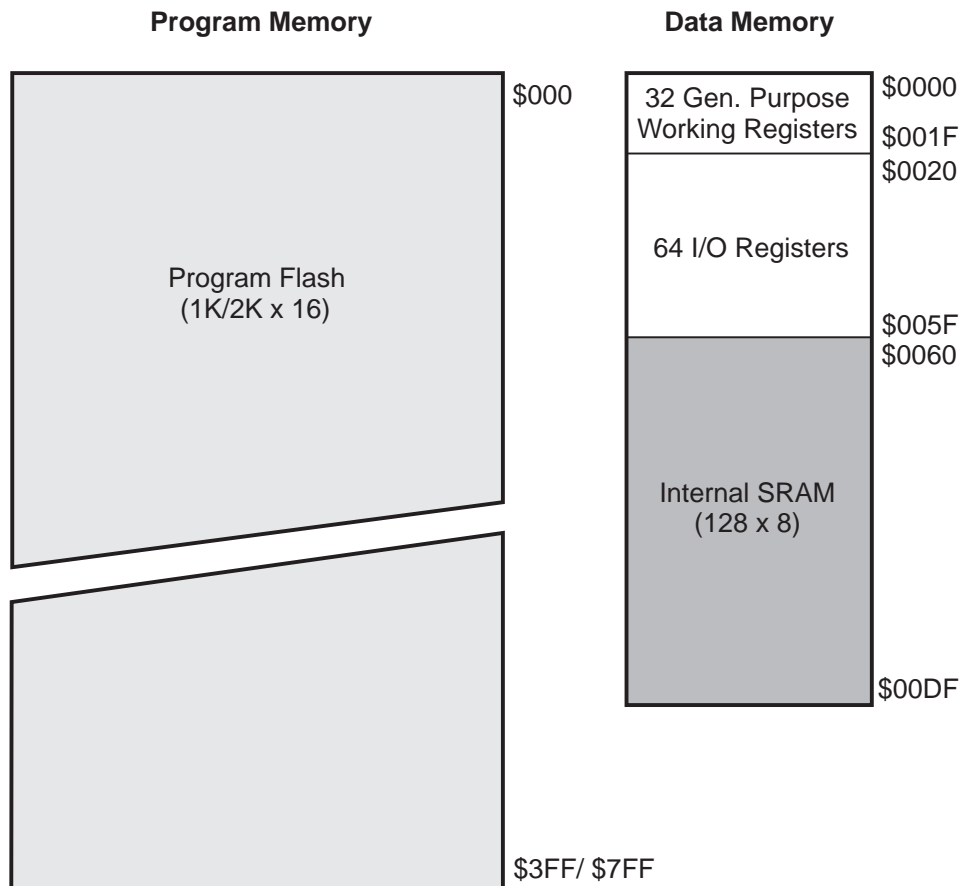 Program Memory
$000
Program Flash
(1K/2K x 16)
$3FF/ $7FF
Data Memory
32 Gen. Purpose
Working Registers
$0000
$001F
$0020
64 I/O Registers
$005F
$0060
Internal SRAM
(128 x 8)
$00DF